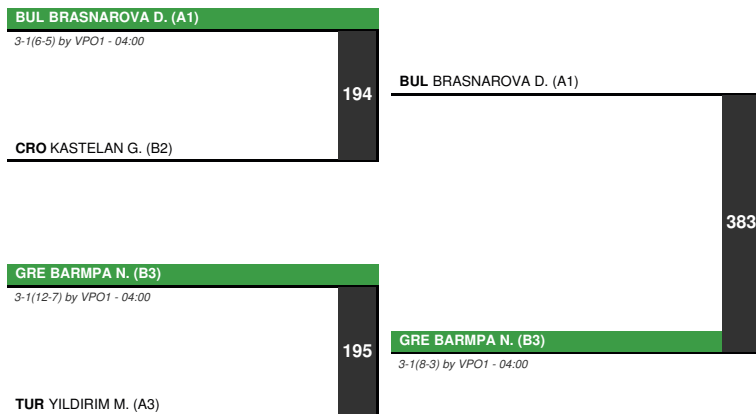 BUL BRASNAROVA D. (A1)
3-1(6-5) by VPO1 - 04:00
194
CRO KASTELAN G. (B2)
GRE BARMPA N. (B3)
3-1(12-7) by VPO1 - 04:00
195
TUR YILDIRIM M. (A3)
BUL BRASNAROVA D. (A1)
383
GRE BARMPA N. (B3)
3-1(8-3) by VPO1 - 04:00